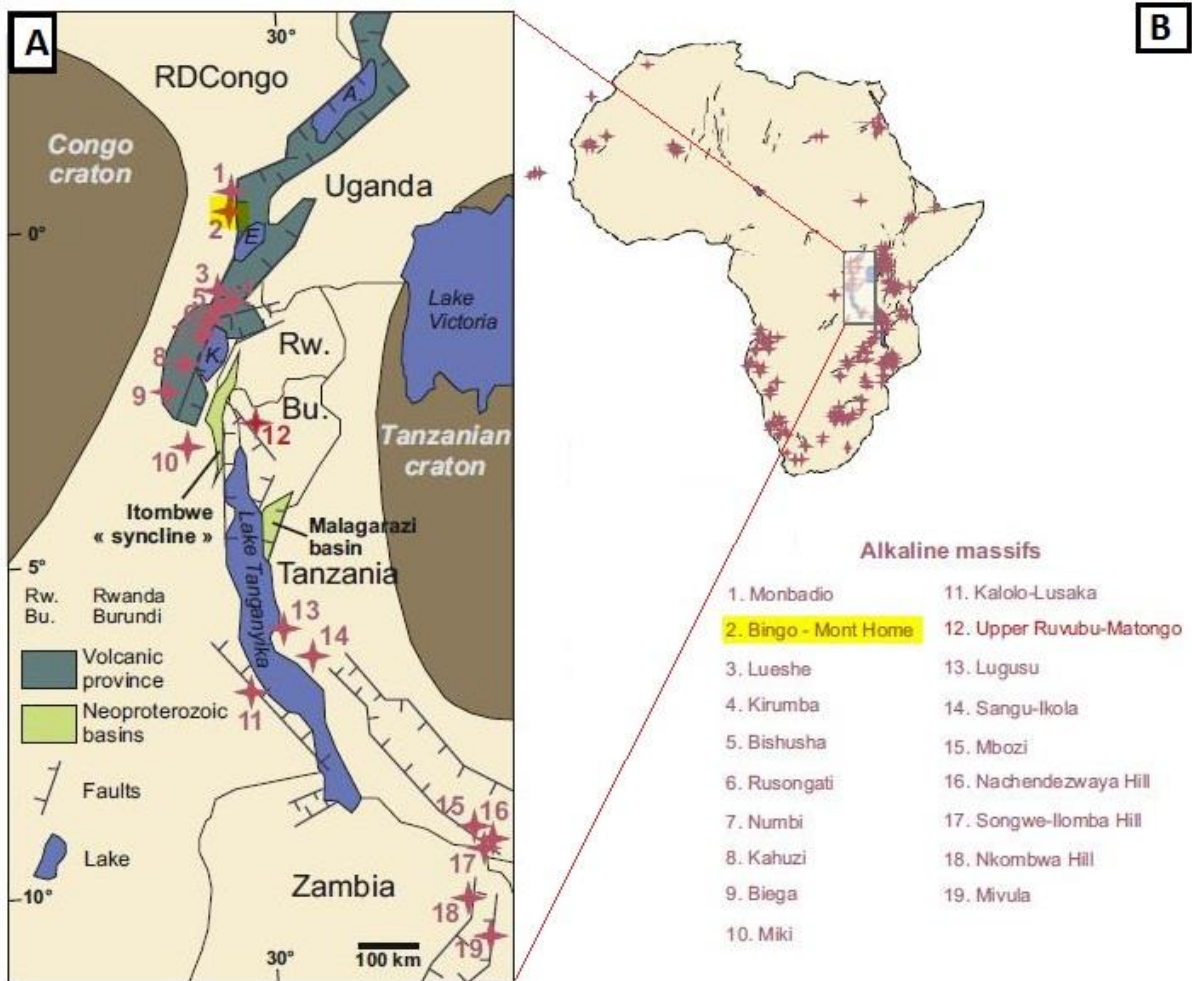 A
B
30°
RDCongo
A.
Congo
craton
1
Uganda
2
0°
E
3
5
Lake
Victoria
Rw.
K.
8
9
Bu.
12
Tanzanian
craton
10
Itombwe
« syncline »
Malagarazi
basin
Lake Tanganyika
5°
Tanzania
Rw. Rwanda
Bu. Burundi
13
14
Volcanic
province
11
Neoproterozoic
basins
Faults
15
16
Lake
17
Zambia
10°
18
19
30°
100 km
Alkaline massifs
1. Monbadio
2. Bingo - Mont Home
3. Lueshe
4. Kirumba
5. Bishusha
6. Rusongati
7. Numbi
8. Kahuzi
9. Biega
10. Miki
11. Kalolo-Lusaka
12. Upper Ruvubu-Matongo
13. Lugusu
14. Sangu-Ikola
15. Mbozi
16. Nachendezwaya Hill
17. Songwe-Ilomba Hill
18. Nkombwa Hill
19. Mivula